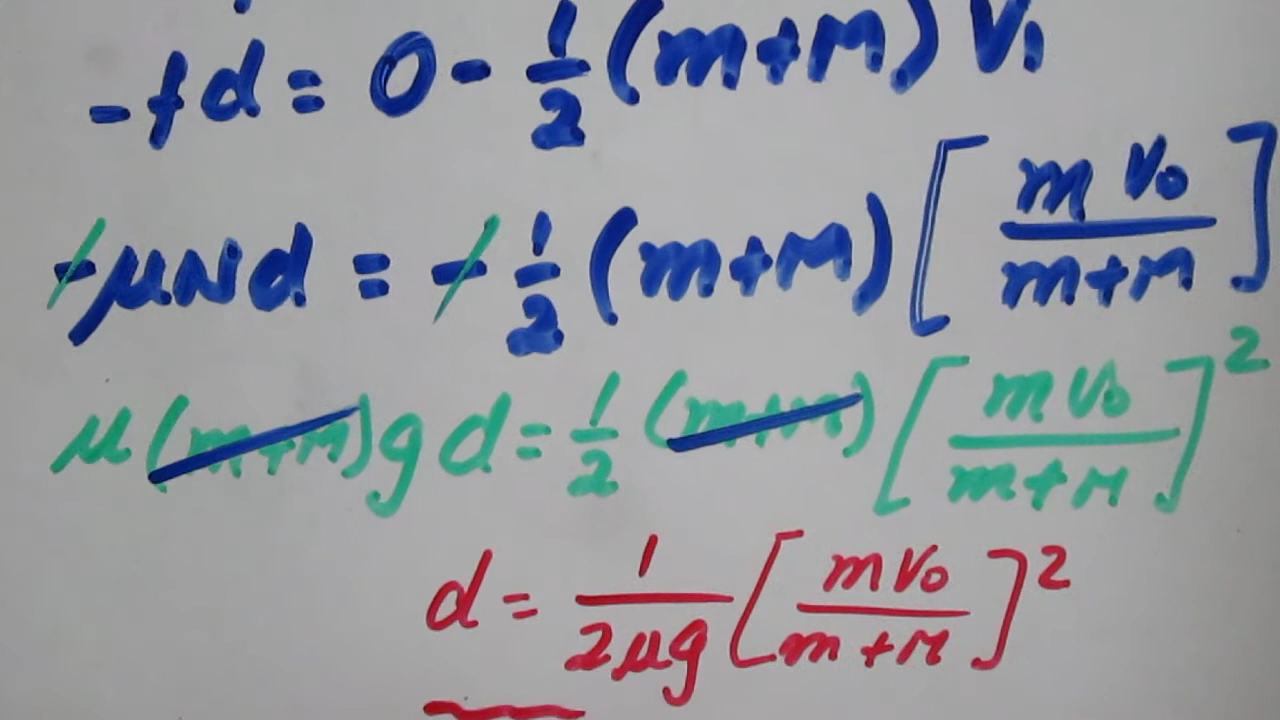 -fd = 0 - 1/2 (m+M) V₁
-μNd = - 1/2 (m+M) [mV₀/(m+M)]
μ(m+M)gd = 1/2 (m+M) [mV₀/(m+M)]²
d = 1/(2μg) [mV₀/(m+M)]²